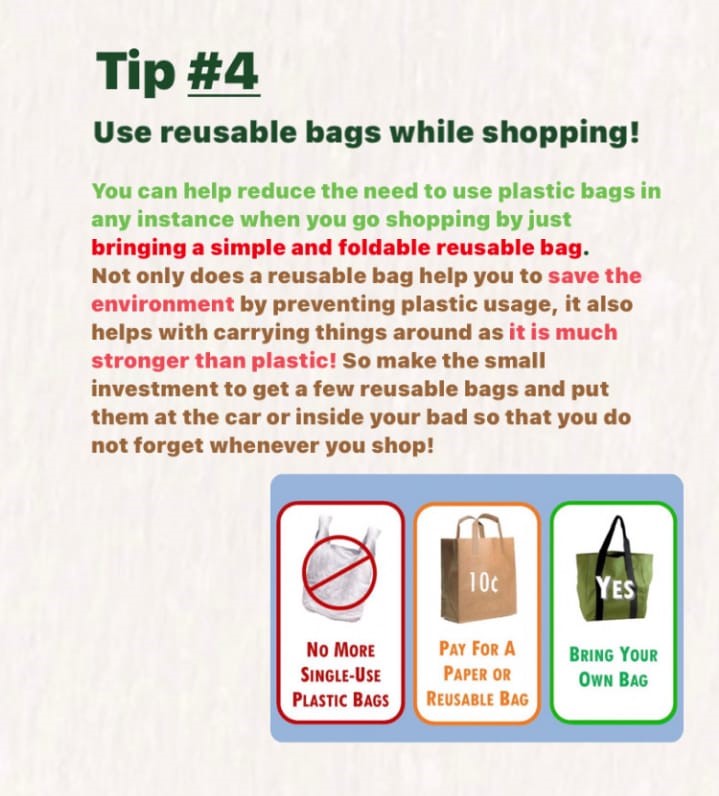 Tip #4
Use reusable bags while shopping!
You can help reduce the need to use plastic bags in
any instance when you go shopping by just
bringing a simple and foldable reusable bag.
Not only does a reusable bag help you to save the
environment by preventing plastic usage, it also
helps with carrying things around as it is much
stronger than plastic! So make the small
investment to get a few reusable bags and put
them at the car or inside your bad so that you do
not forget whenever you shop!
No More
Single-Use
Plastic Bags
10¢
Pay For A
Paper or
Reusable Bag
Yes
Bring Your
Own Bag